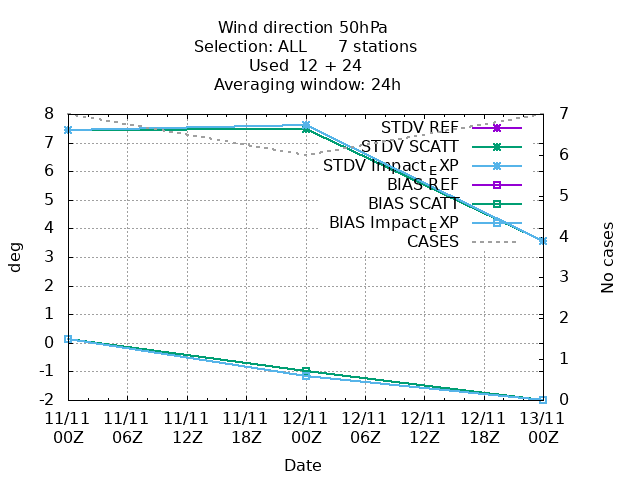 Wind direction 50hPa
Selection: ALL 7 stations
Used 12 + 24
Averaging window: 24h
8
7
6
5
4
3
2
1
0
-1
-2
deg
7
6
5
4
3
2
1
0
No cases
STDV REF
STDV SCATT
STDV Impact_EXP
BIAS REF
BIAS SCATT
BIAS Impact_EXP
CASES
11/11 11/11 11/11 11/11 12/11 12/11 12/11 12/11 13/11
00Z 06Z 12Z 18Z 00Z 06Z 12Z 18Z 00Z
Date